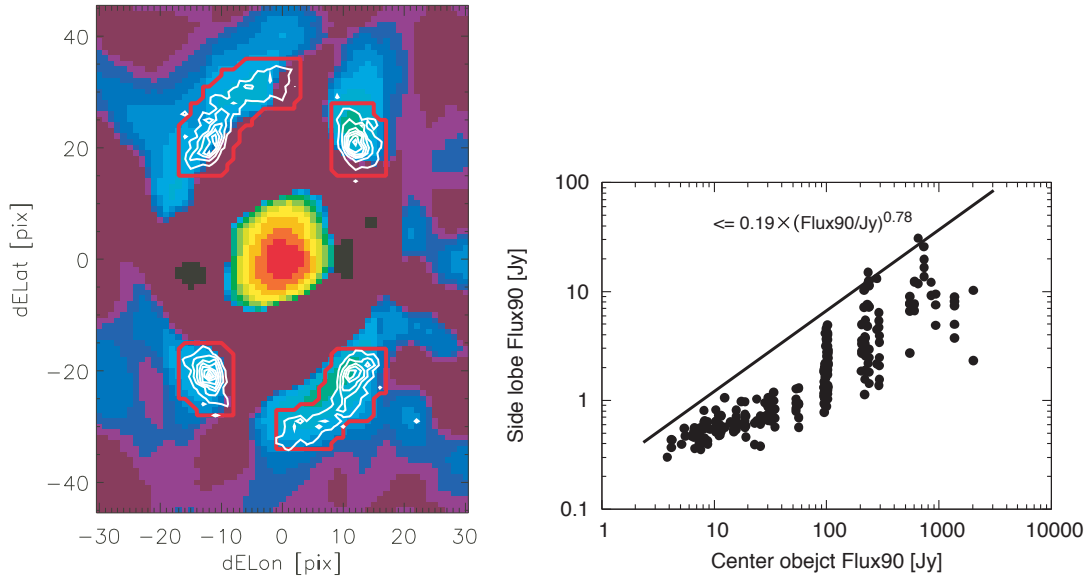 40
20
0
−20
−40
dELat [pix]
−30 −20 −10 0 10 20 30
dELon [pix]
100
10
1
0.1
Side lobe Flux90 [Jy]
<= 0.19×(Flux90/Jy)^0.78
1 10 100 1000 10000
Center obejct Flux90 [Jy]